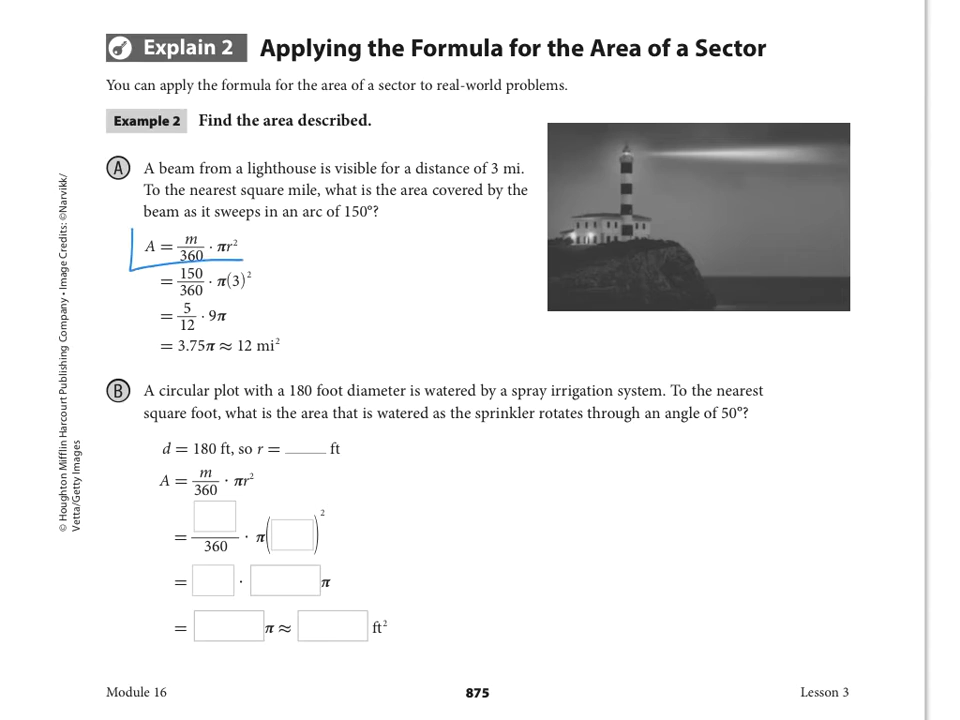 Explain 2 Applying the Formula for the Area of a Sector
You can apply the formula for the area of a sector to real-world problems.
Example 2 Find the area described.
A A beam from a lighthouse is visible for a distance of 3 mi.
To the nearest square mile, what is the area covered by the
beam as it sweeps in an arc of 150°?
A = m/360 · πr²
= 150/360 · π(3)²
= 5/12 · 9π
= 3.75π ≈ 12 mi²
B A circular plot with a 180 foot diameter is watered by a spray irrigation system. To the nearest
square foot, what is the area that is watered as the sprinkler rotates through an angle of 50°?
d = 180 ft, so r = ____ ft
A = m/360 · πr²
= /360 · π( )²
= · π
= π ≈ ft²
© Houghton Mifflin Harcourt Publishing Company • Image Credits: ©Narvikk/
Vetta/Getty Images
Module 16 875 Lesson 3